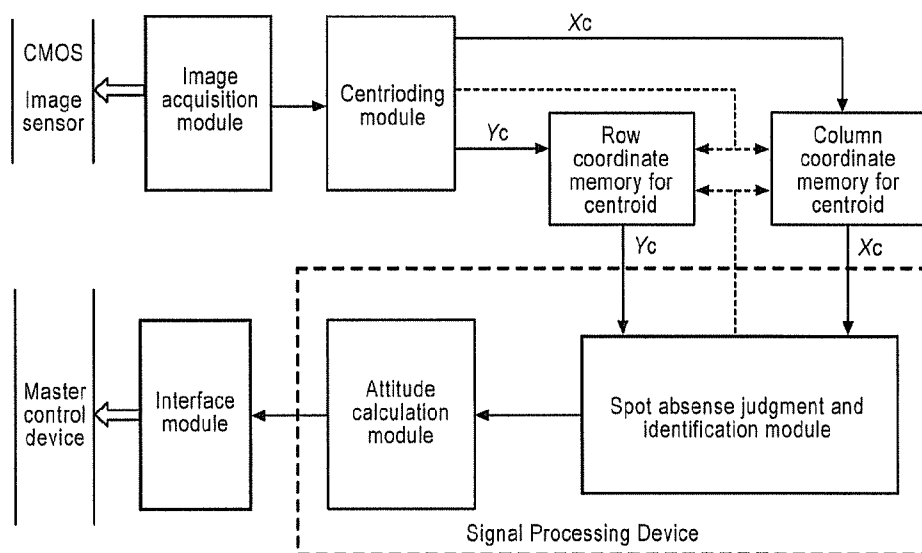 CMOS
Image
sensor
Image
acquisition
module
Centrioding
module
Xc
Yc
Row
coordinate
memory for
centroid
Column
coordinate
memory for
centroid
Yc
Xc
Master
control
device
Interface
module
Attitude
calculation
module
Spot absense judgment and
identification module
Signal Processing Device